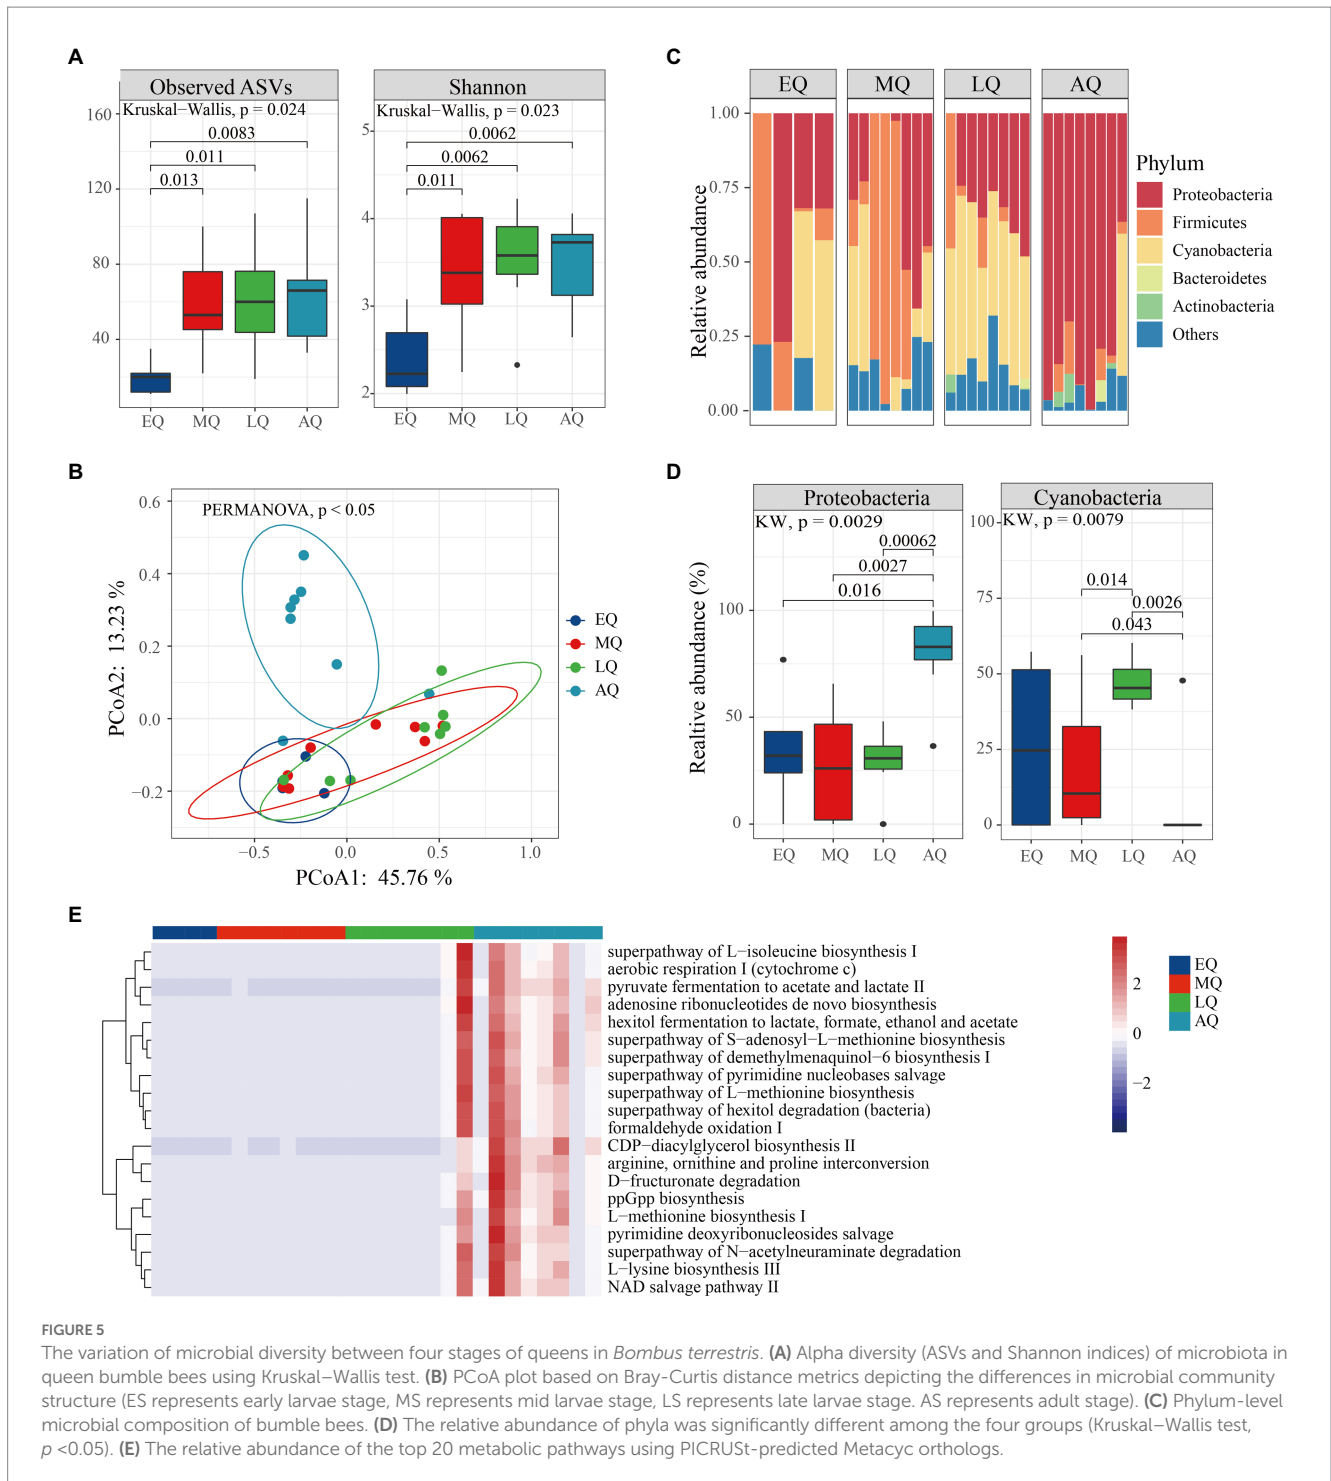 A
Observed ASVs
Kruskal−Wallis, p = 0.024
0.0083
0.011
0.013
160
120
80
40
EQ MQ LQ AQ
Shannon
Kruskal−Wallis, p = 0.023
0.0062
0.0062
0.011
5
4
3
2
EQ MQ LQ AQ
C
EQ MQ LQ AQ
Relative abundance
1.00
0.75
0.50
0.25
0.00
Phylum
Proteobacteria
Firmicutes
Cyanobacteria
Bacteroidetes
Actinobacteria
Others
B
PERMANOVA, p < 0.05
PCoA2: 13.23 %
0.6
0.4
0.2
0.0
−0.2
−0.5 0.0 0.5 1.0
PCoA1: 45.76 %
EQ
MQ
LQ
AQ
D
Proteobacteria
KW, p = 0.0029
0.00062
0.0027
0.016
Realtive abundance (%)
100
50
0
EQ MQ LQ AQ
Cyanobacteria
KW, p = 0.0079
0.014
0.0026
0.043
100
75
50
25
0
EQ MQ LQ AQ
E
superpathway of L−isoleucine biosynthesis I
aerobic respiration I (cytochrome c)
pyruvate fermentation to acetate and lactate II
adenosine ribonucleotides de novo biosynthesis
hexitol fermentation to lactate, formate, ethanol and acetate
superpathway of S−adenosyl−L−methionine biosynthesis
superpathway of demethylmenaquinol−6 biosynthesis I
superpathway of pyrimidine nucleobases salvage
superpathway of L−methionine biosynthesis
superpathway of hexitol degradation (bacteria)
formaldehyde oxidation I
CDP−diacylglycerol biosynthesis II
arginine, ornithine and proline interconversion
D−fructuronate degradation
ppGpp biosynthesis
L−methionine biosynthesis I
pyrimidine deoxyribonucleosides salvage
superpathway of N−acetylneuraminate degradation
L−lysine biosynthesis III
NAD salvage pathway II
2
0
−2
EQ
MQ
LQ
AQ
FIGURE 5
The variation of microbial diversity between four stages of queens in Bombus terrestris. (A) Alpha diversity (ASVs and Shannon indices) of microbiota in
queen bumble bees using Kruskal–Wallis test. (B) PCoA plot based on Bray-Curtis distance metrics depicting the differences in microbial community
structure (ES represents early larvae stage, MS represents mid larvae stage, LS represents late larvae stage. AS represents adult stage). (C) Phylum-level
microbial composition of bumble bees. (D) The relative abundance of phyla was significantly different among the four groups (Kruskal–Wallis test,
p <0.05). (E) The relative abundance of the top 20 metabolic pathways using PICRUSt-predicted Metacyc orthologs.